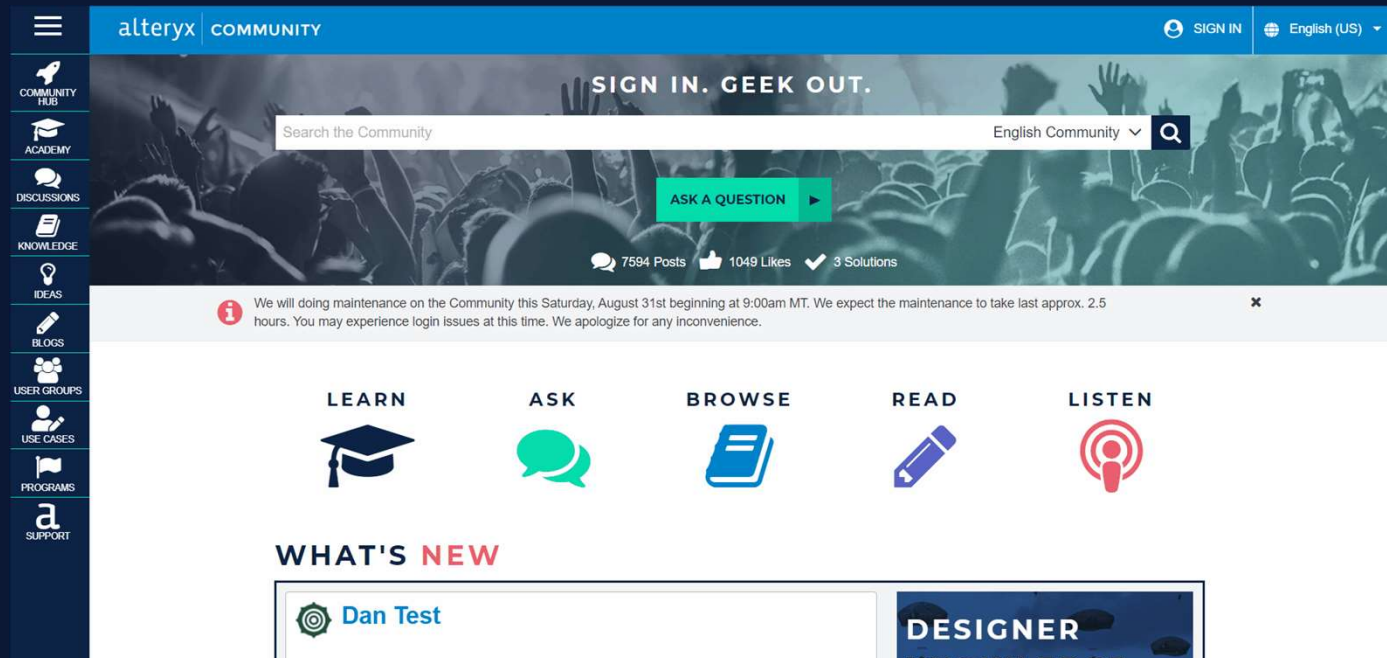 alteryx COMMUNITY
SIGN IN
English (US)
COMMUNITY
HUB
ACADEMY
DISCUSSIONS
KNOWLEDGE
IDEAS
BLOGS
USER GROUPS
USE CASES
PROGRAMS
a
SUPPORT
SIGN IN. GEEK OUT.
Search the Community
English Community
ASK A QUESTION
7594 Posts 1049 Likes 3 Solutions
We will doing maintenance on the Community this Saturday, August 31st beginning at 9:00am MT. We expect the maintenance to take last approx. 2.5
hours. You may experience login issues at this time. We apologize for any inconvenience.
LEARN
ASK
BROWSE
READ
LISTEN
WHAT'S NEW
Dan Test
DESIGNER